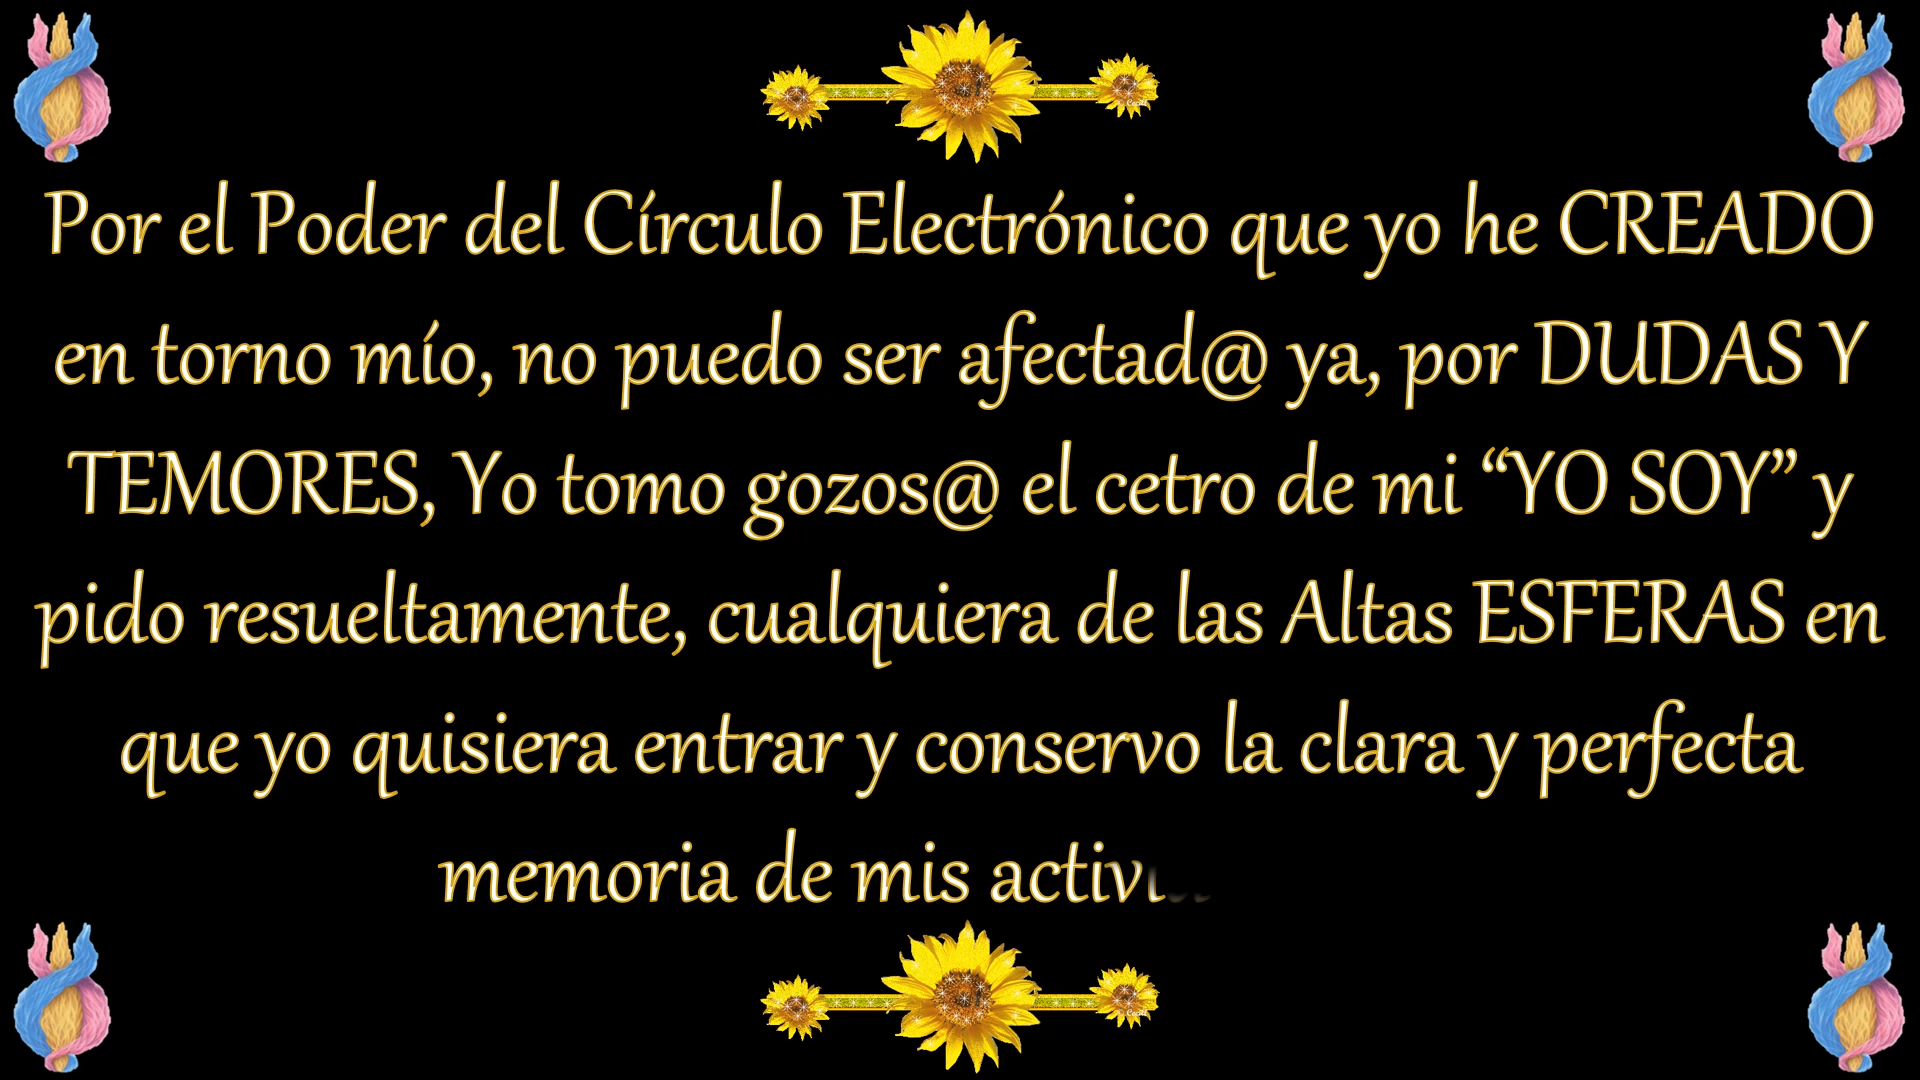 Por el Poder del Círculo Electrónico que yo he CREADO
en torno mío, no puedo ser afectad@ ya, por DUDAS Y
TEMORES, Yo tomo gozos@ el cetro de mi “YO SOY” y
pido resueltamente, cualquiera de las Altas ESFERAS en
que yo quisiera entrar y conservo la clara y perfecta
memoria de mis